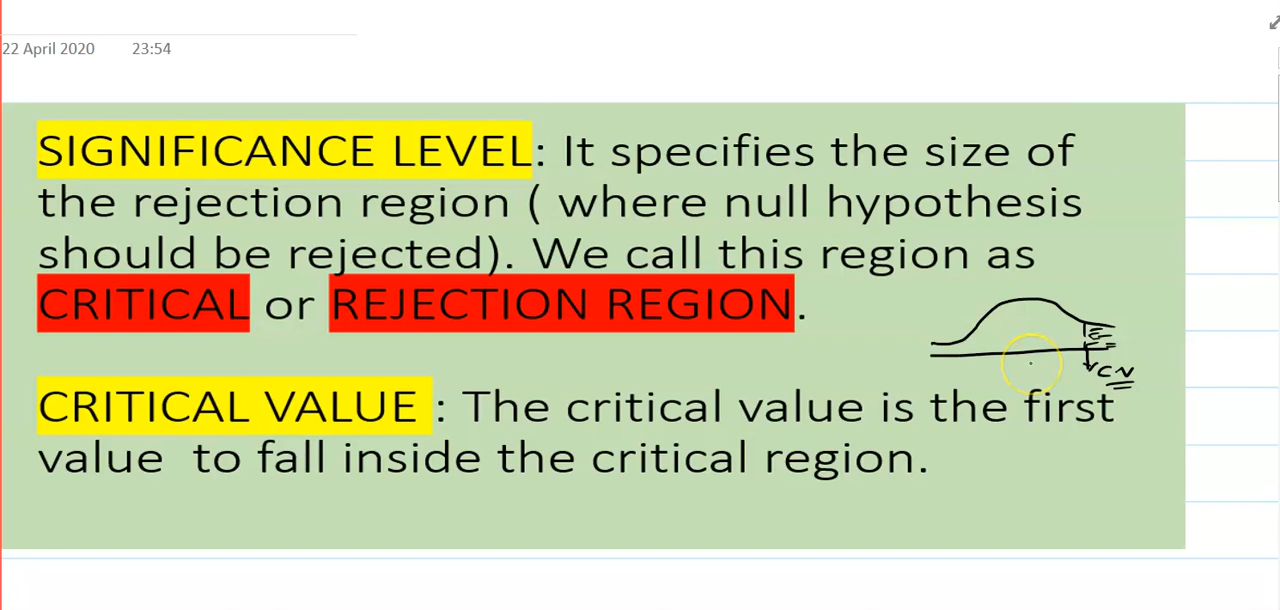 22 April 2020 23:54
SIGNIFICANCE LEVEL: It specifies the size of
the rejection region ( where null hypothesis
should be rejected). We call this region as
CRITICAL or REJECTION REGION.
CRITICAL VALUE : The critical value is the first
value to fall inside the critical region.